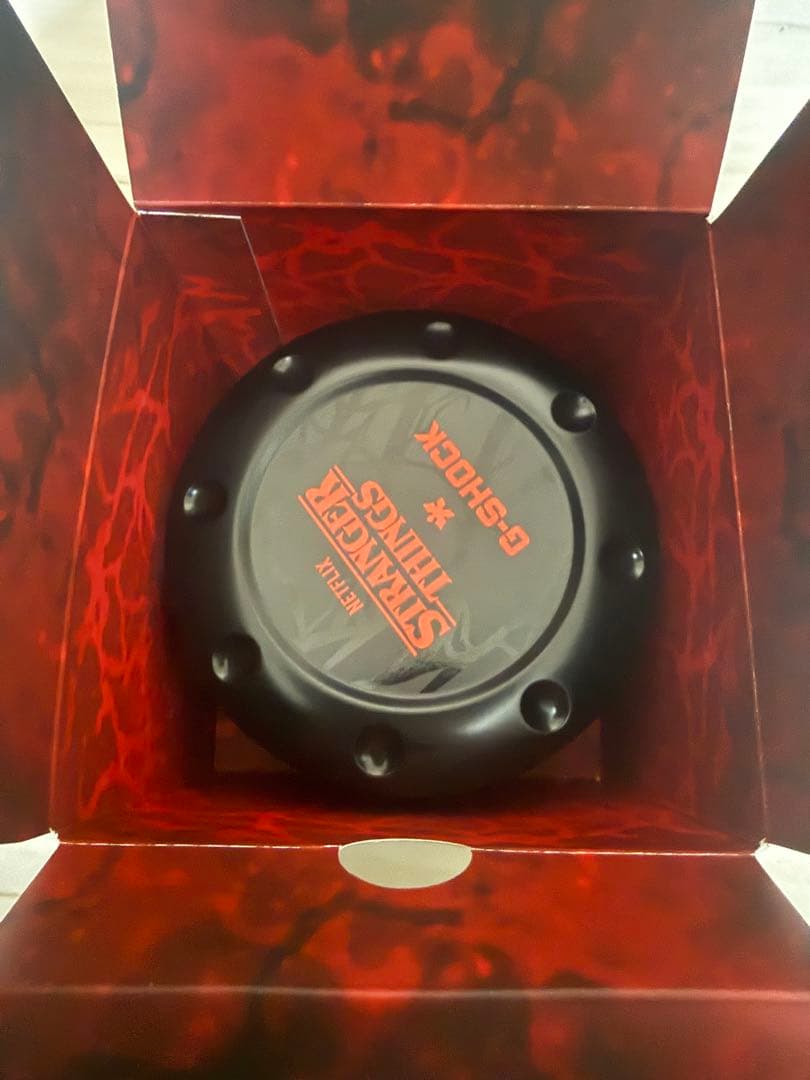 NETFLIX
STRANGER
THINGS
*
G-SHOCK